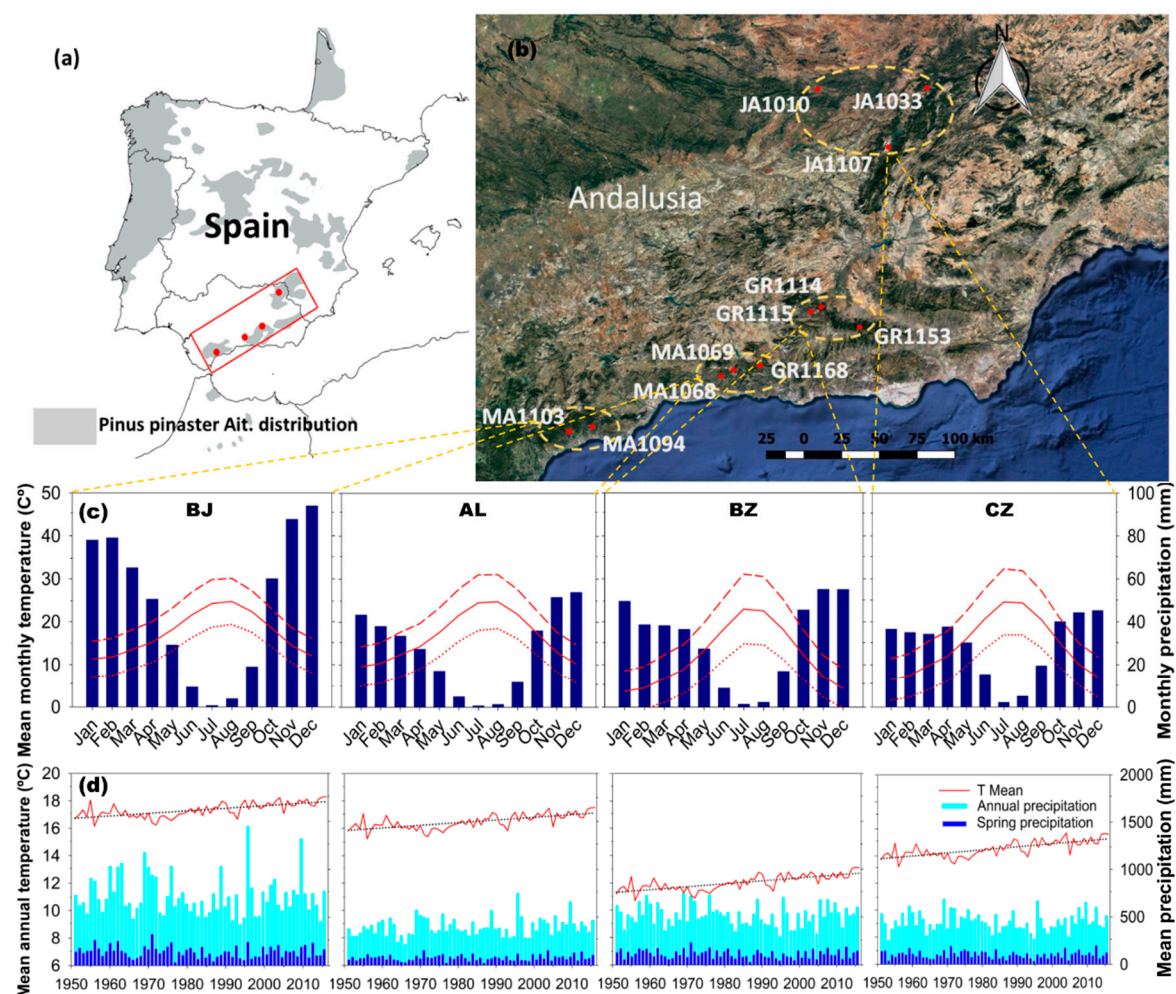 (a)
Spain
Pinus pinaster Ait. distribution
(b)
N
JA1010
JA1033
JA1107
Andalusia
GR1114
GR1115
GR1153
MA1069
GR1168
MA1068
MA1103
MA1094
25 0 25 50 75 100 km
(c)
BJ
AL
BZ
CZ
Mean monthly temperature (Cº)
50
40
30
20
10
0
Monthly precipitation (mm)
100
80
60
40
20
0
Jan Feb Mar Apr May Jun Jul Aug Sep Oct Nov Dec
Jan Feb Mar Apr May Jun Jul Aug Sep Oct Nov Dec
Jan Feb Mar Apr May Jun Jul Aug Sep Oct Nov Dec
Jan Feb Mar Apr May Jun Jul Aug Sep Oct Nov Dec
(d)
Mean annual temperature (ºC)
20
18
16
14
12
10
8
6
T Mean
Annual precipitation
Spring precipitation
Mean precipitation (mm)
2000
1500
1000
500
0
1950 1960 1970 1980 1990 2000 2010
1950 1960 1970 1980 1990 2000 2010
1950 1960 1970 1980 1990 2000 2010
1950 1960 1970 1980 1990 2000 2010